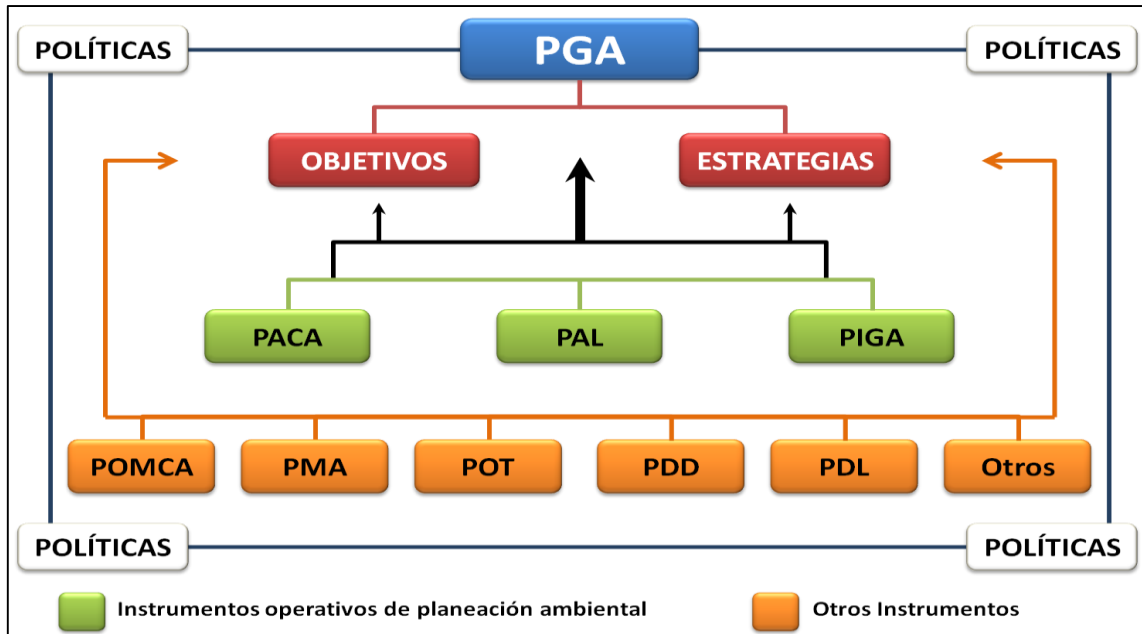 POLÍTICAS
PGA
POLÍTICAS
OBJETIVOS
ESTRATEGIAS
PACA
PAL
PIGA
POMCA
PMA
POT
PDD
PDL
Otros
POLÍTICAS
POLÍTICAS
Instrumentos operativos de planeación ambiental
Otros Instrumentos